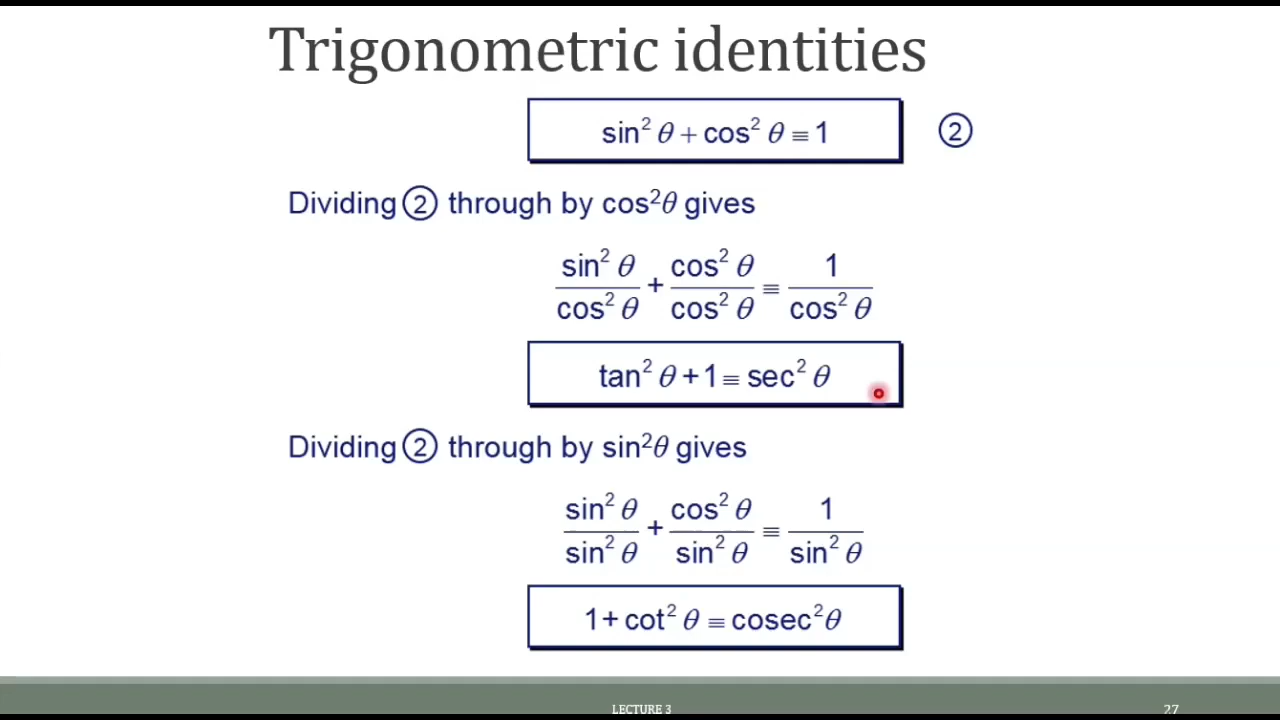 Trigonometric identities
sin² θ + cos² θ ≡ 1 ②
Dividing ② through by cos²θ gives
sin² θ / cos² θ + cos² θ / cos² θ ≡ 1 / cos² θ
tan² θ + 1 ≡ sec² θ
Dividing ② through by sin²θ gives
sin² θ / sin² θ + cos² θ / sin² θ ≡ 1 / sin² θ
1 + cot² θ ≡ cosec²θ
LECTURE 3 27